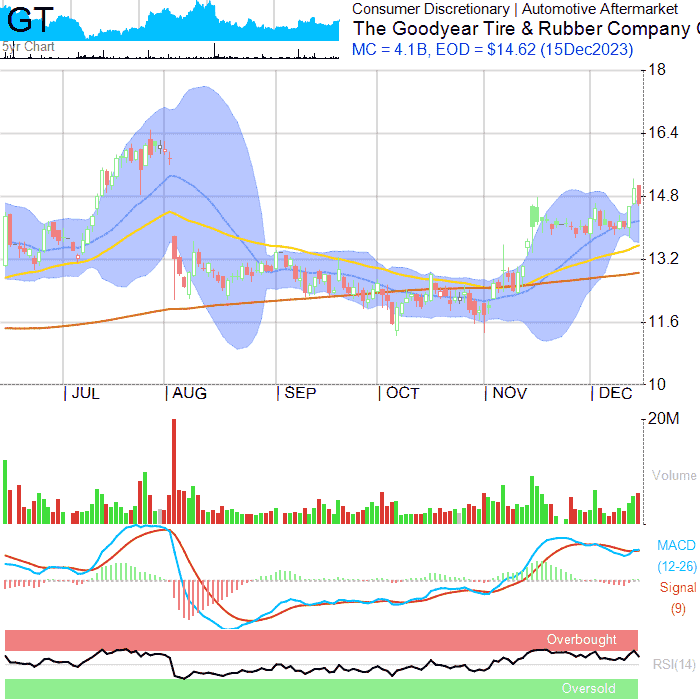 GT
5yr Chart
Consumer Discretionary | Automotive Aftermarket
The Goodyear Tire & Rubber Company
MC = 4.1B, EOD = $14.62 (15Dec2023)
18
16.4
14.8
13.2
11.6
10
| JUL | AUG | SEP | OCT | NOV | DEC
20M
Volume
MACD
(12-26)
Signal
(9)
Overbought
RSI(14)
Oversold